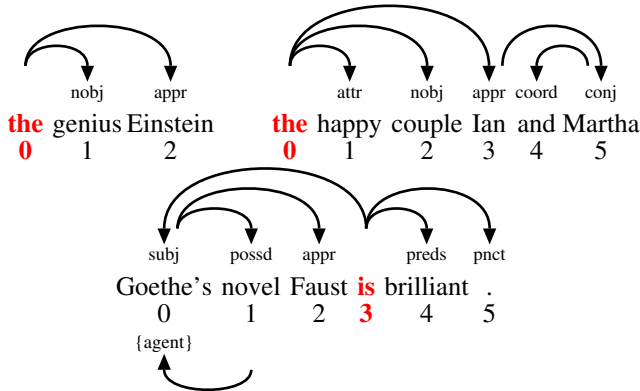 nobj appr
the genius Einstein
0 1 2
attr nobj appr coord conj
the happy couple Ian and Martha
0 1 2 3 4 5
subj possd appr preds pnct
Goethe's novel Faust is brilliant .
0 1 2 3 4 5
{agent}